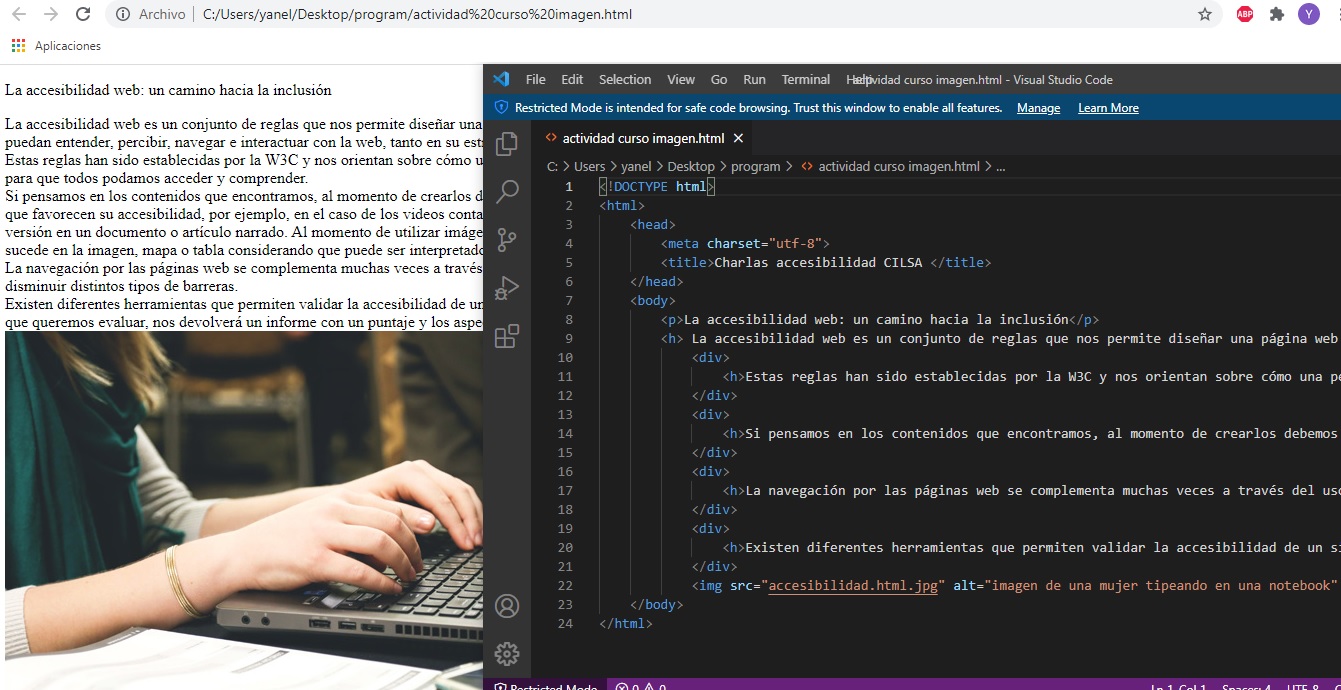 Archivo
C:/Users/yanel/Desktop/program/actividad%20curso%20imagen.html
ABP
Y
Aplicaciones
La accesibilidad web: un camino hacia la inclusión
La accesibilidad web es un conjunto de reglas que nos permite diseñar una
puedan entender, percibir, navegar e interactuar con la web, tanto en su est
Estas reglas han sido establecidas por la W3C y nos orientan sobre cómo u
para que todos podamos acceder y comprender.
Si pensamos en los contenidos que encontramos, al momento de crearlos d
que favorecen su accesibilidad, por ejemplo, en el caso de los videos conta
versión en un documento o artículo narrado. Al momento de utilizar imáge
sucede en la imagen, mapa o tabla considerando que puede ser interpretado
La navegación por las páginas web se complementa muchas veces a través
disminuir distintos tipos de barreras.
Existen diferentes herramientas que permiten validar la accesibilidad de un
que queremos evaluar, nos devolverá un informe con un puntaje y los aspe
File Edit Selection View Go Run Terminal Help
actividad curso imagen.html - Visual Studio Code
Restricted Mode is intended for safe code browsing. Trust this window to enable all features. Manage Learn More
actividad curso imagen.html
C: > Users > yanel > Desktop > program > actividad curso imagen.html > ...
1 <!DOCTYPE html>
2 <html>
3 <head>
4 <meta charset="utf-8">
5 <title>Charlas accesibilidad CILSA </title>
6 </head>
7 <body>
8 <p>La accesibilidad web: un camino hacia la inclusión</p>
9 <h> La accesibilidad web es un conjunto de reglas que nos permite diseñar una página web
10 <div>
11 <h>Estas reglas han sido establecidas por la W3C y nos orientan sobre cómo una pe
12 </div>
13 <div>
14 <h>Si pensamos en los contenidos que encontramos, al momento de crearlos debemos
15 </div>
16 <div>
17 <h>La navegación por las páginas web se complementa muchas veces a través del uso
18 </div>
19 <div>
20 <h>Existen diferentes herramientas que permiten validar la accesibilidad de un si
21 </div>
22 <img src="accesibilidad.html.jpg" alt="imagen de una mujer tipeando en una notebook"
23 </body>
24 </html>
Restricted Mode 0 0 Ln 1, Col 1 Spaces: 4 UTF-8